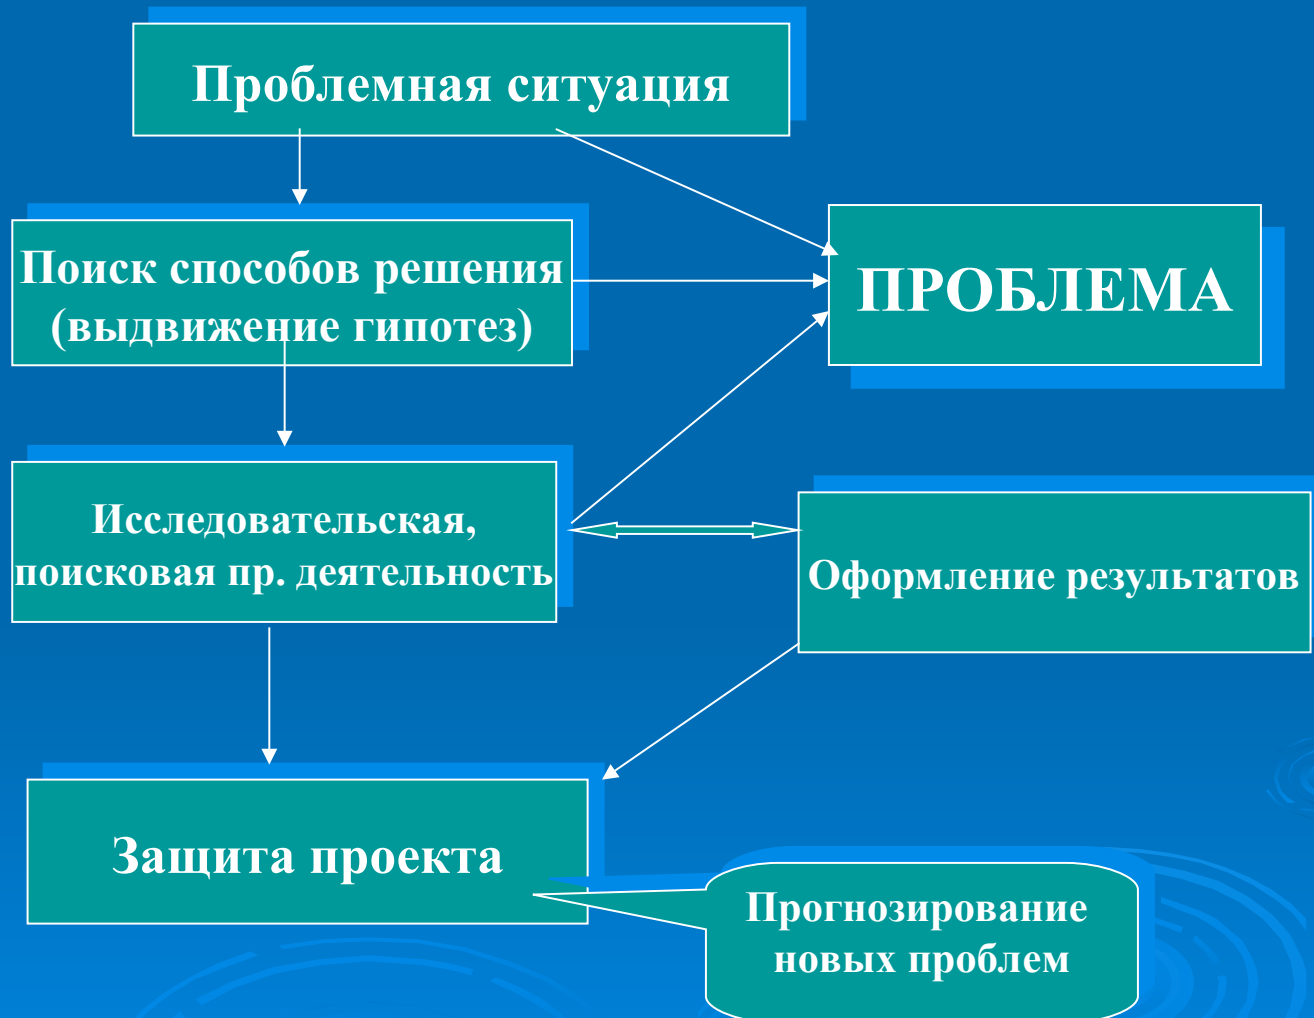 Проблемная ситуация
Поиск способов решения
(выдвижение гипотез)
ПРОБЛЕМА
Исследовательская,
поисковая пр. деятельность
Оформление результатов
Защита проекта
Прогнозирование
новых проблем